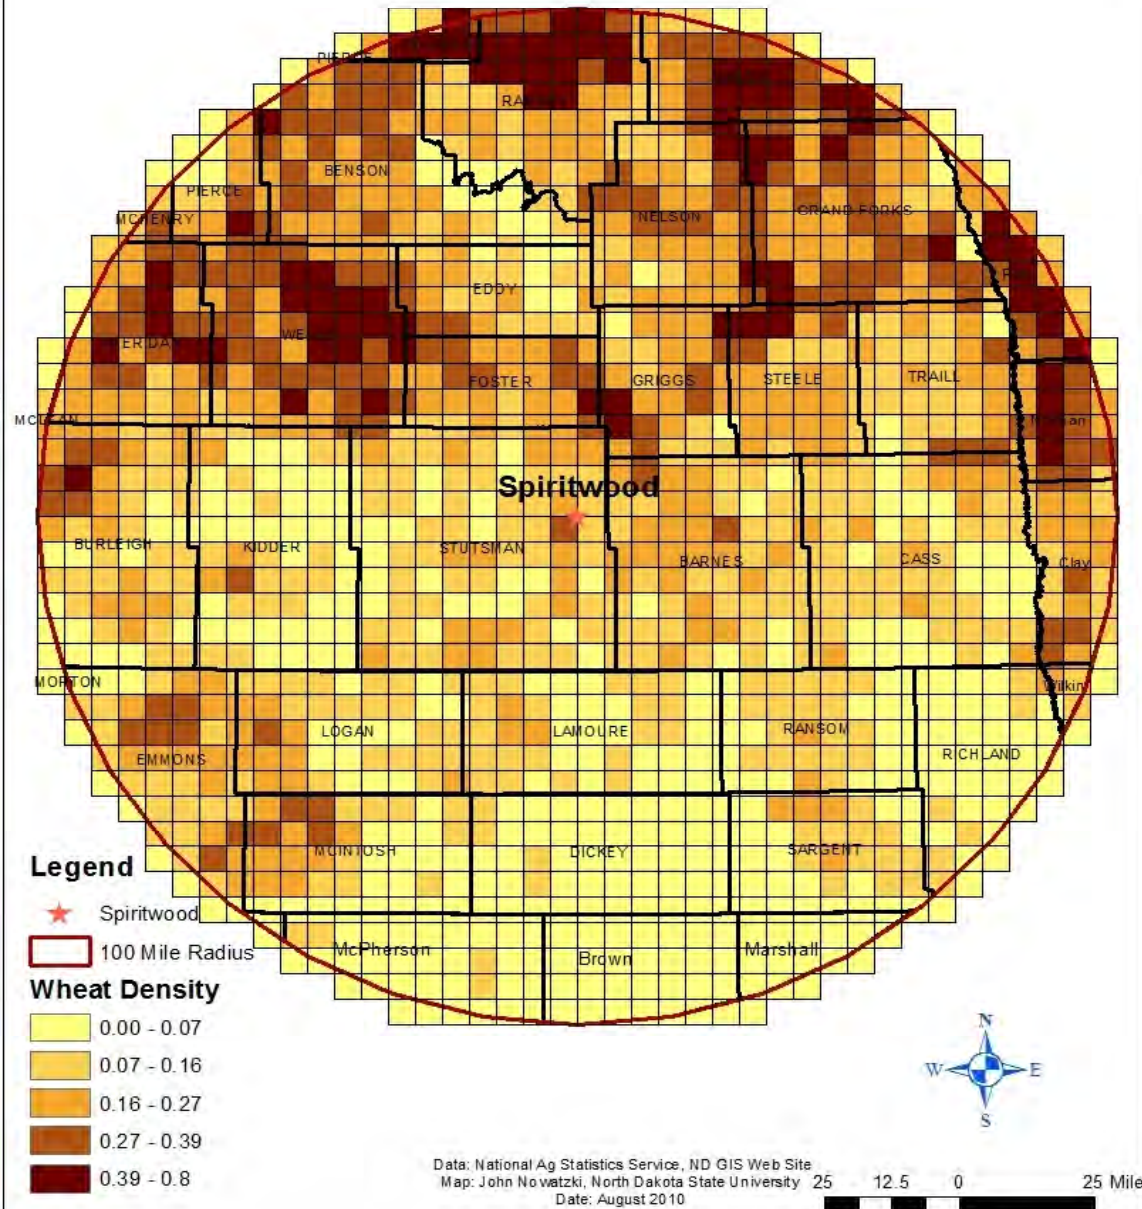 PIERCE
RAMSEY
BENSON
PIERCE
MCHENRY
NELSON
GRAND FORKS
EDDY
SHERIDAN
WELLS
FOSTER
GRIGGS
STEELE
TRAILL
MCLEAN
Norman
Spiritwood
BURLEIGH
KIDDER
STUTSMAN
BARNES
CASS
Clay
MORTON
Wilkin
LOGAN
LAMOURE
RANSOM
EMMONS
RICHLAND
MCINTOSH
DICKEY
SARGENT
McPherson
Brown
Marshall
Legend
Spiritwood
100 Mile Radius
Wheat Density
0.00 - 0.07
0.07 - 0.16
0.16 - 0.27
0.27 - 0.39
0.39 - 0.8
N
W E
S
Data: National Ag Statistics Service, ND GIS Web Site
Map: John Nowatzki, North Dakota State University
Date: August 2010
25 12.5 0 25 Mile